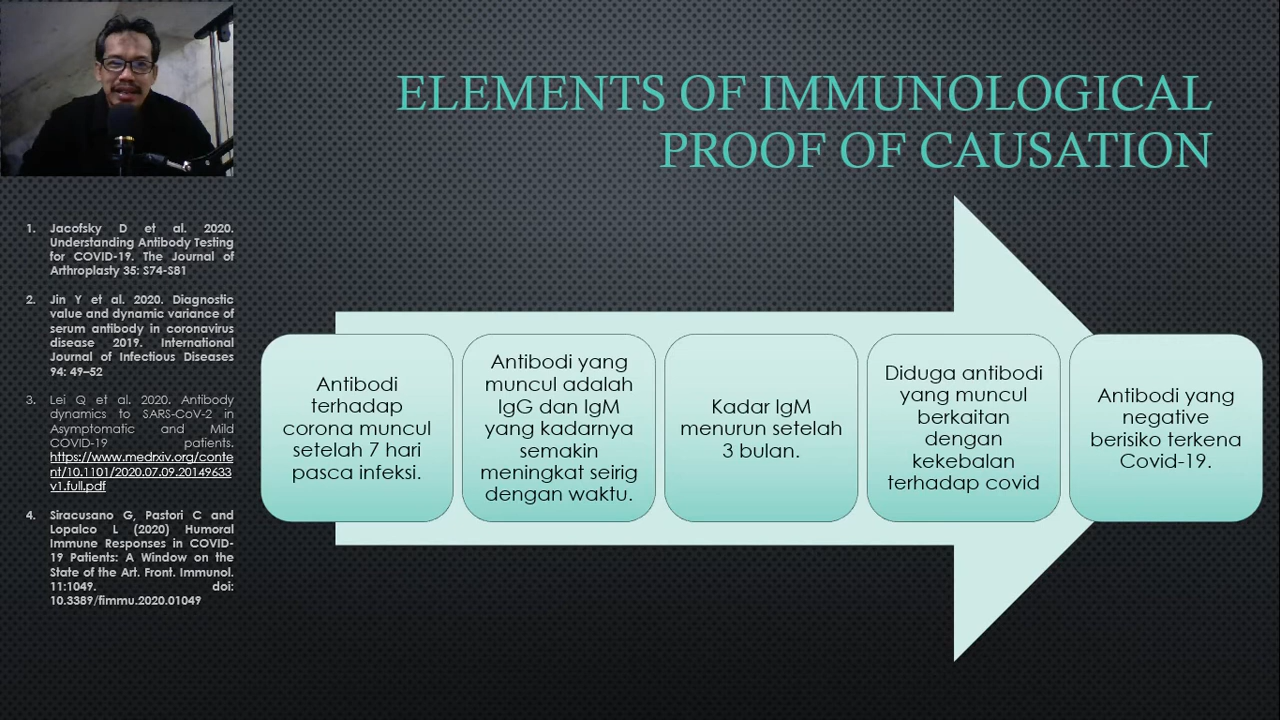 ELEMENTS OF IMMUNOLOGICAL
PROOF OF CAUSATION
1. Jacofsky D et al. 2020.
Understanding Antibody Testing
for COVID-19. The Journal of
Arthroplasty 35: S74-S81
2. Jin Y et al. 2020. Diagnostic
value and dynamic variance of
serum antibody in coronavirus
disease 2019. International
Journal of Infectious Diseases
94: 49–52
3. Lei Q et al. 2020. Antibody
dynamics to SARS-CoV-2 in
Asymptomatic and Mild
COVID-19 patients.
https://www.medrxiv.org/conte
nt/10.1101/2020.07.09.20149633
v1.full.pdf
4. Siracusano G, Pastori C and
Lopalco L (2020) Humoral
Immune Responses in COVID-
19 Patients: A Window on the
State of the Art. Front. Immunol.
11:1049. doi:
10.3389/fimmu.2020.01049
Antibodi
terhadap
corona muncul
setelah 7 hari
pasca infeksi.
Antibodi yang
muncul adalah
IgG dan IgM
yang kadarnya
semakin
meningkat seirig
dengan waktu.
Kadar IgM
menurun setelah
3 bulan.
Diduga antibodi
yang muncul
berkaitan
dengan
kekebalan
terhadap covid
Antibodi yang
negative
berisiko terkena
Covid-19.